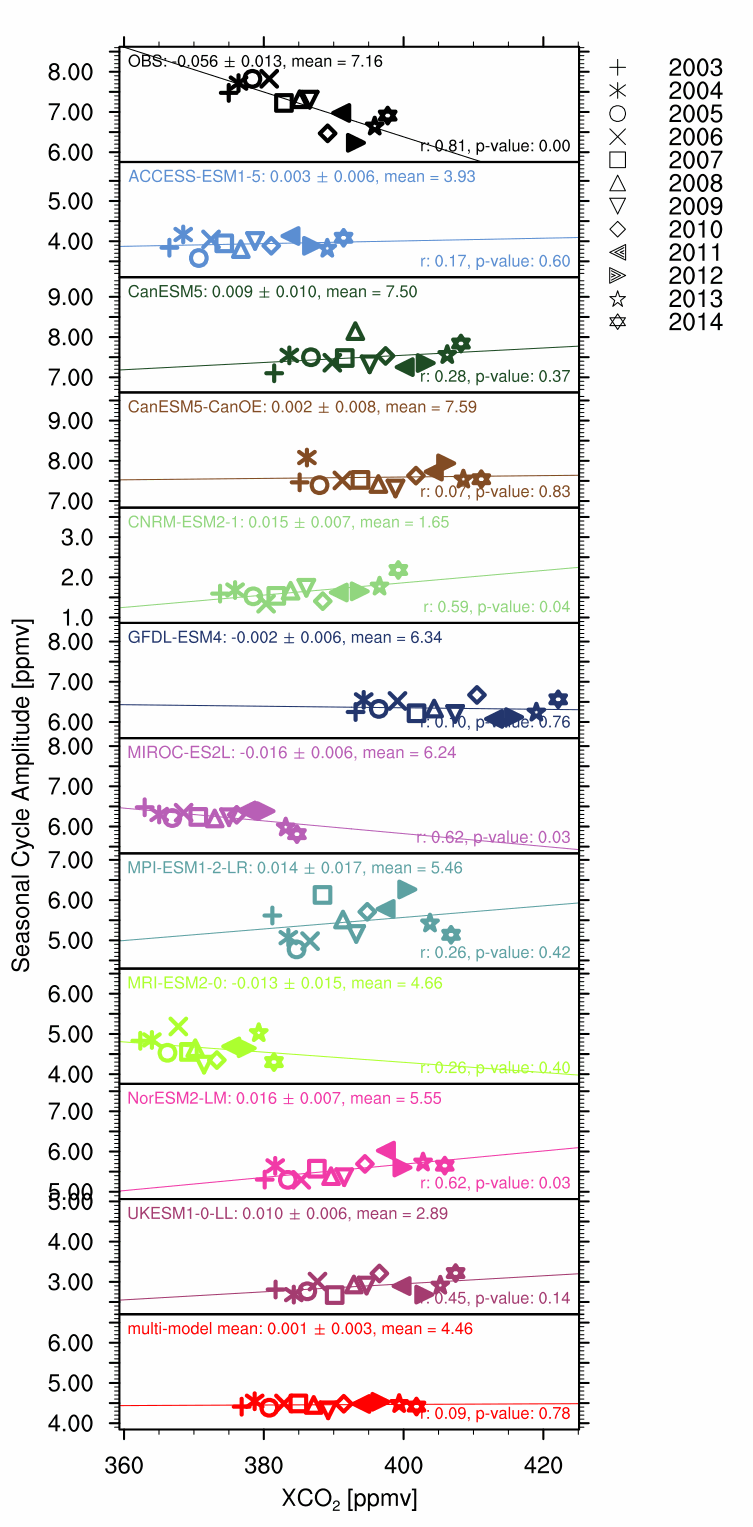 OBS: -0.056 ± 0.013, mean = 7.16
8.00
7.00
6.00
r: 0.81, p-value: 0.00
2003
2004
2005
2006
2007
2008
2009
2010
2011
2012
2013
2014
ACCESS-ESM1-5: 0.003 ± 0.006, mean = 3.93
5.00
4.00
r: 0.17, p-value: 0.60
CanESM5: 0.009 ± 0.010, mean = 7.50
9.00
8.00
7.00
r: 0.28, p-value: 0.37
CanESM5-CanOE: 0.002 ± 0.008, mean = 7.59
9.00
8.00
7.00
r: 0.07, p-value: 0.83
CNRM-ESM2-1: 0.015 ± 0.007, mean = 1.65
3.0
2.0
1.0
r: 0.59, p-value: 0.04
GFDL-ESM4: -0.002 ± 0.006, mean = 6.34
8.00
7.00
6.00
r: 0.10, p-value: 0.76
MIROC-ES2L: -0.016 ± 0.006, mean = 6.24
8.00
7.00
6.00
r: 0.62, p-value: 0.03
MPI-ESM1-2-LR: 0.014 ± 0.017, mean = 5.46
7.00
6.00
5.00
r: 0.26, p-value: 0.42
MRI-ESM2-0: -0.013 ± 0.015, mean = 4.66
6.00
5.00
4.00
r: 0.26, p-value: 0.40
NorESM2-LM: 0.016 ± 0.007, mean = 5.55
7.00
6.00
5.00
r: 0.62, p-value: 0.03
UKESM1-0-LL: 0.010 ± 0.006, mean = 2.89
5.00
4.00
3.00
r: 0.45, p-value: 0.14
multi-model mean: 0.001 ± 0.003, mean = 4.46
6.00
5.00
4.00
r: 0.09, p-value: 0.78
Seasonal Cycle Amplitude [ppmv]
360 380 400 420
XCO₂ [ppmv]